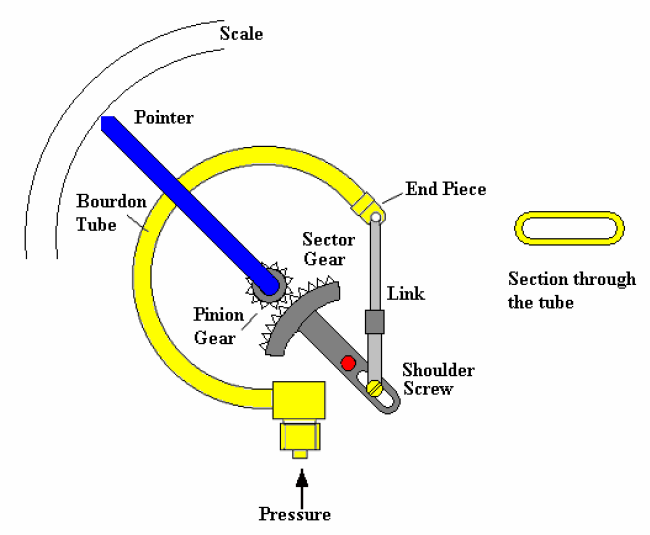 Scale
Pointer
End Piece
Bourdon
Tube
Sector
Gear
Section through
the tube
Link
Pinion
Gear
Shoulder
Screw
Pressure